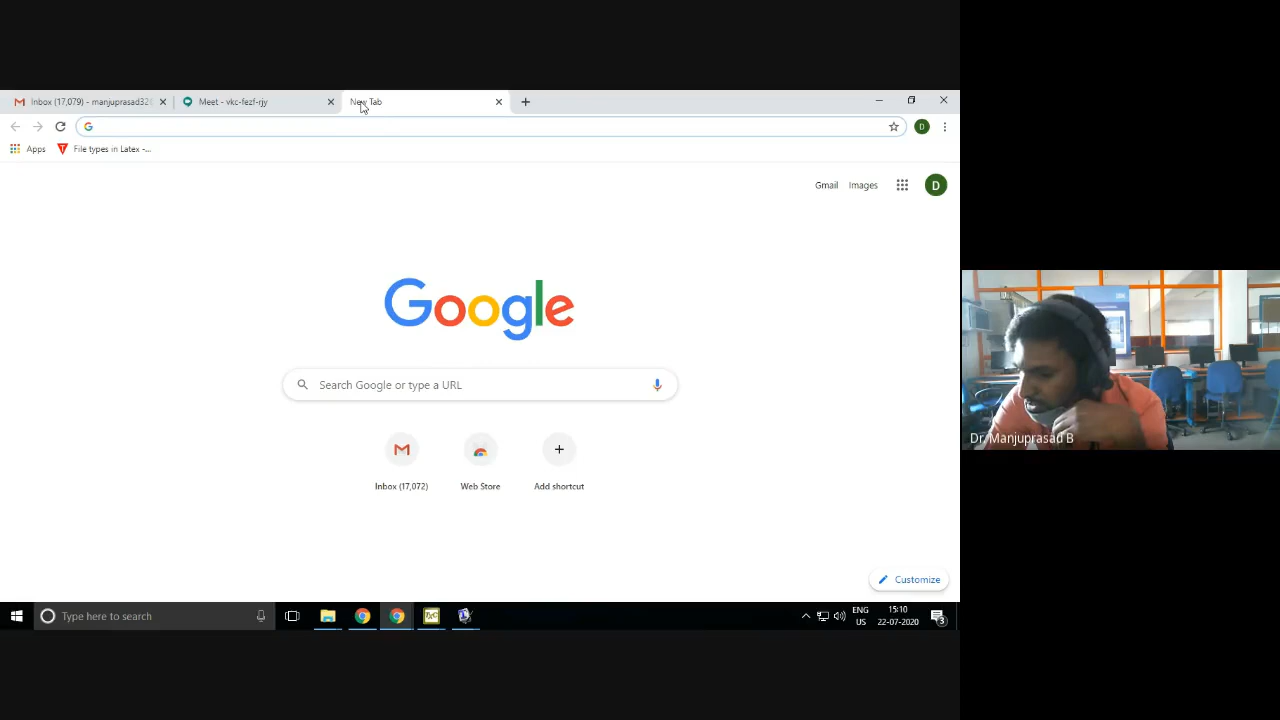 Inbox (17,079) - manjuprasad32
Meet - vkc-fezf-rjy
New Tab
Apps
File types in Latex -...
Gmail
Images
D
Google
Search Google or type a URL
Inbox (17,072)
Web Store
Add shortcut
Customize
Dr. Manjuprasad B
Type here to search
ENG
US
15:10
22-07-2020
3